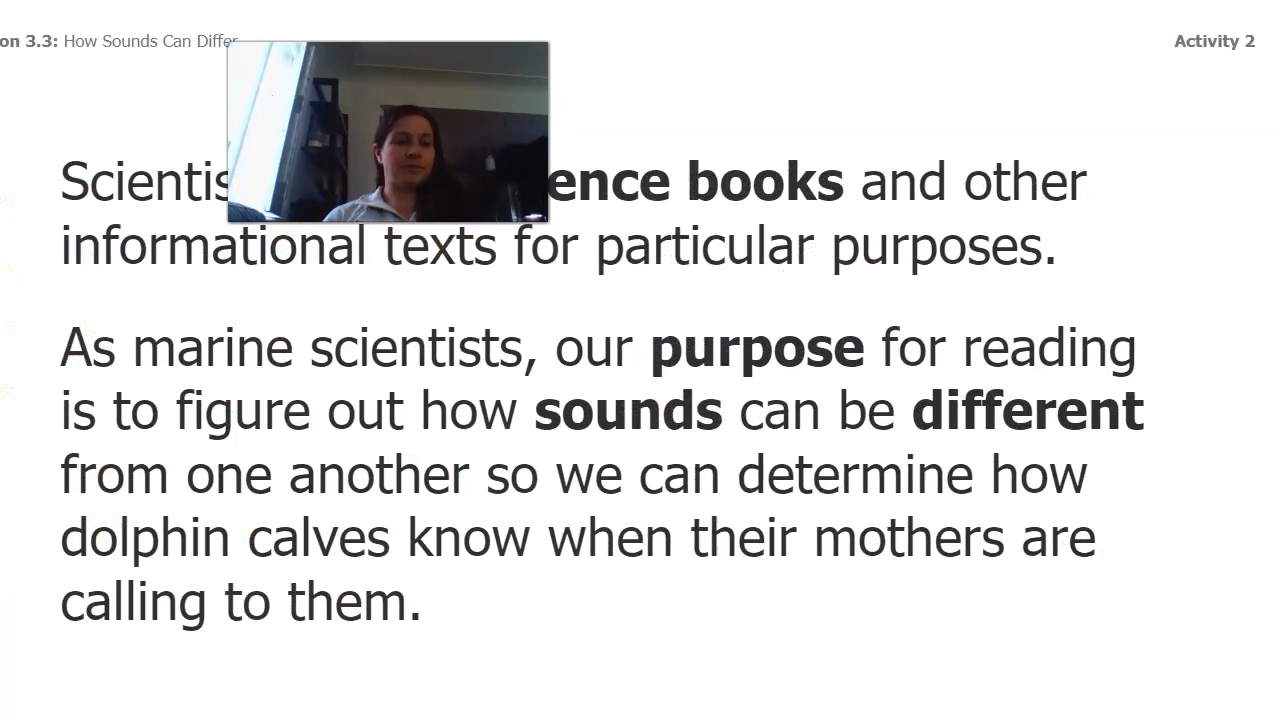 on 3.3: How Sounds Can Differ
Activity 2
Scientis ence books and other
informational texts for particular purposes.
As marine scientists, our purpose for reading
is to figure out how sounds can be different
from one another so we can determine how
dolphin calves know when their mothers are
calling to them.